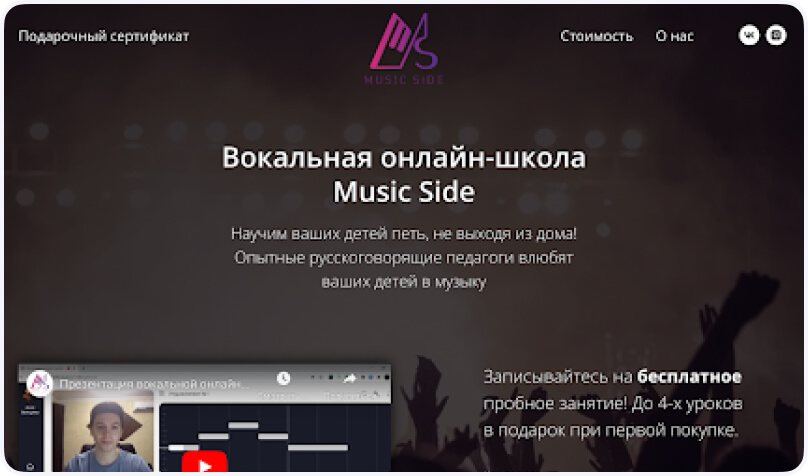 Подарочный сертификат
MUSIC SIDE
Стоимость
О нас
Вокальная онлайн-школа
Music Side
Научим ваших детей петь, не выходя из дома!
Опытные русскоговорящие педагоги влюбят
ваших детей в музыку
Презентация вокальной онлайн...
Записывайтесь на бесплатное
пробное занятие! До 4-х уроков
в подарок при первой покупке.